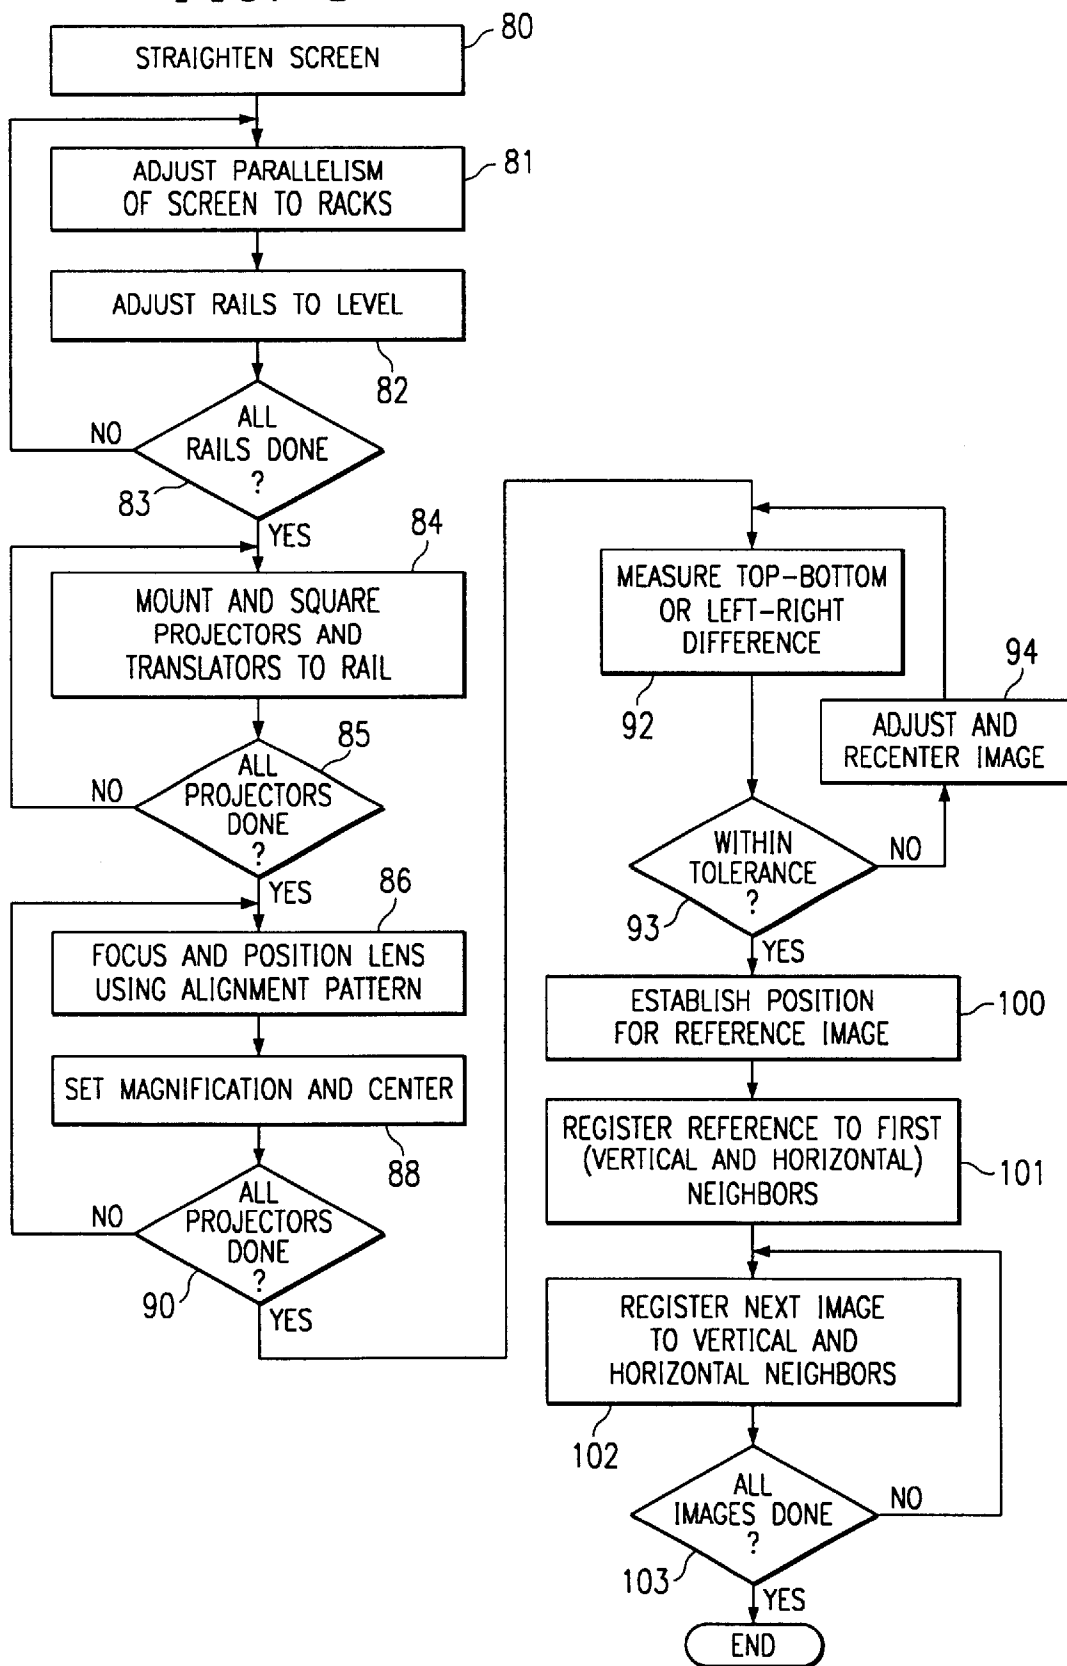 80
STRAIGHTEN SCREEN
81
ADJUST PARALLELISM
OF SCREEN TO RACKS
ADJUST RAILS TO LEVEL
82
ALL
RAILS DONE
?
NO
83
YES
84
MOUNT AND SQUARE
PROJECTORS AND
TRANSLATORS TO RAIL
85
ALL
PROJECTORS
DONE
?
NO
YES
86
FOCUS AND POSITION LENS
USING ALIGNMENT PATTERN
SET MAGNIFICATION AND CENTER
88
ALL
PROJECTORS
DONE
?
NO
90
YES
MEASURE TOP-BOTTOM
OR LEFT-RIGHT
DIFFERENCE
92
94
ADJUST AND
RECENTER IMAGE
WITHIN
TOLERANCE
?
NO
93
YES
ESTABLISH POSITION
FOR REFERENCE IMAGE
100
REGISTER REFERENCE TO FIRST
(VERTICAL AND HORIZONTAL)
NEIGHBORS
101
REGISTER NEXT IMAGE
TO VERTICAL AND
HORIZONTAL NEIGHBORS
102
ALL
IMAGES DONE
?
NO
103
YES
END